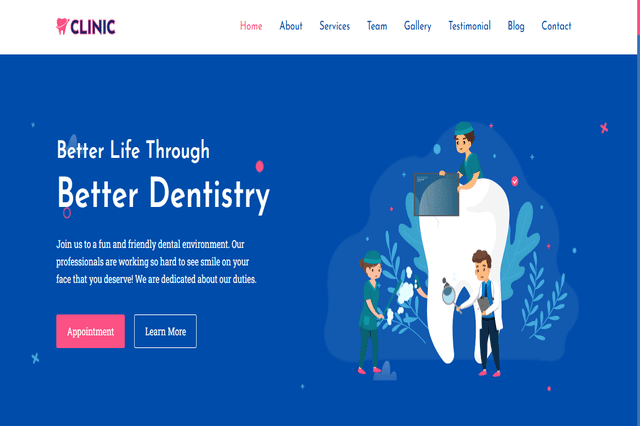 CLINIC
Home About Services Team Gallery Testimonial Blog Contact
Better Life Through
Better Dentistry
Join us to a fun and friendly dental environment. Our
professionals are working so hard to see smile on your
face that you deserve! We are dedicated about our duties.
Appointment Learn More